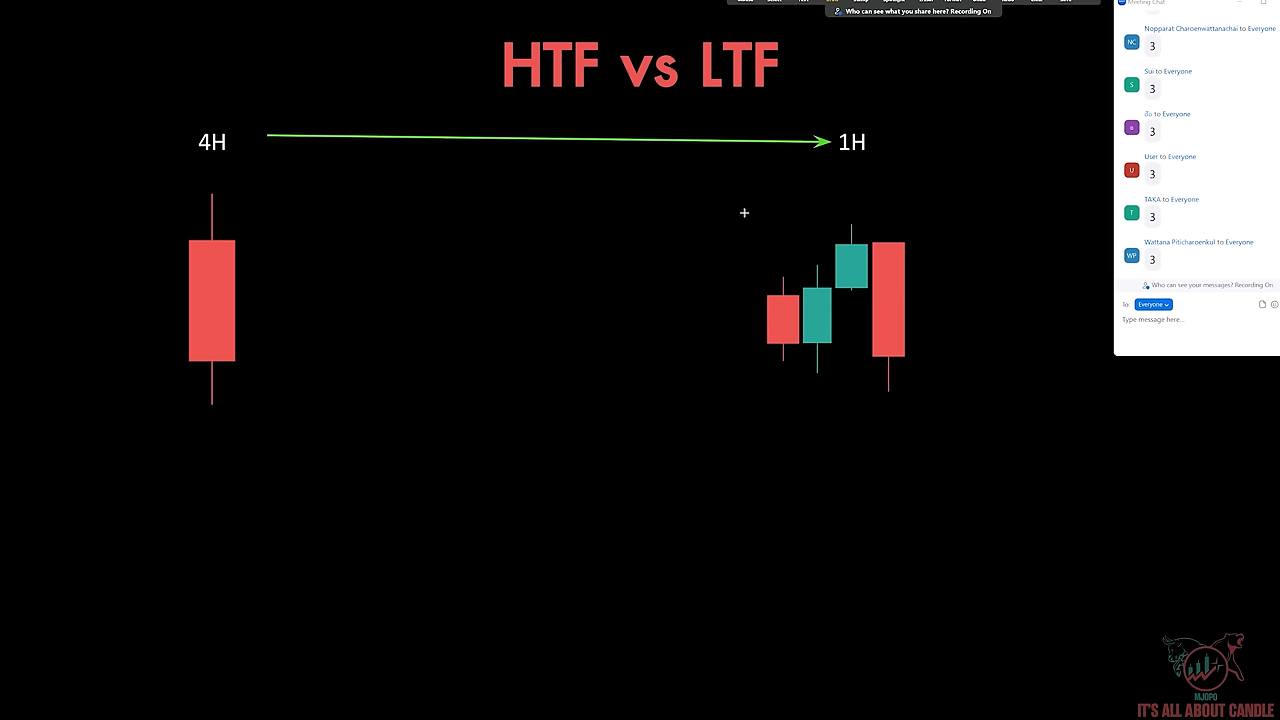 Who can see what you share here? Recording On
HTF vs LTF
4H
1H
Meeting Chat
NC
Nopparat Charoenwattanachai to Everyone
3
S
Sui to Everyone
3
to Everyone
3
U
User to Everyone
3
T
TAKA to Everyone
3
WP
Wattana Piticharoenkul to Everyone
3
Who can see your messages? Recording On
To: Everyone
Type message here...
MJOPO
IT'S ALL ABOUT CANDLE